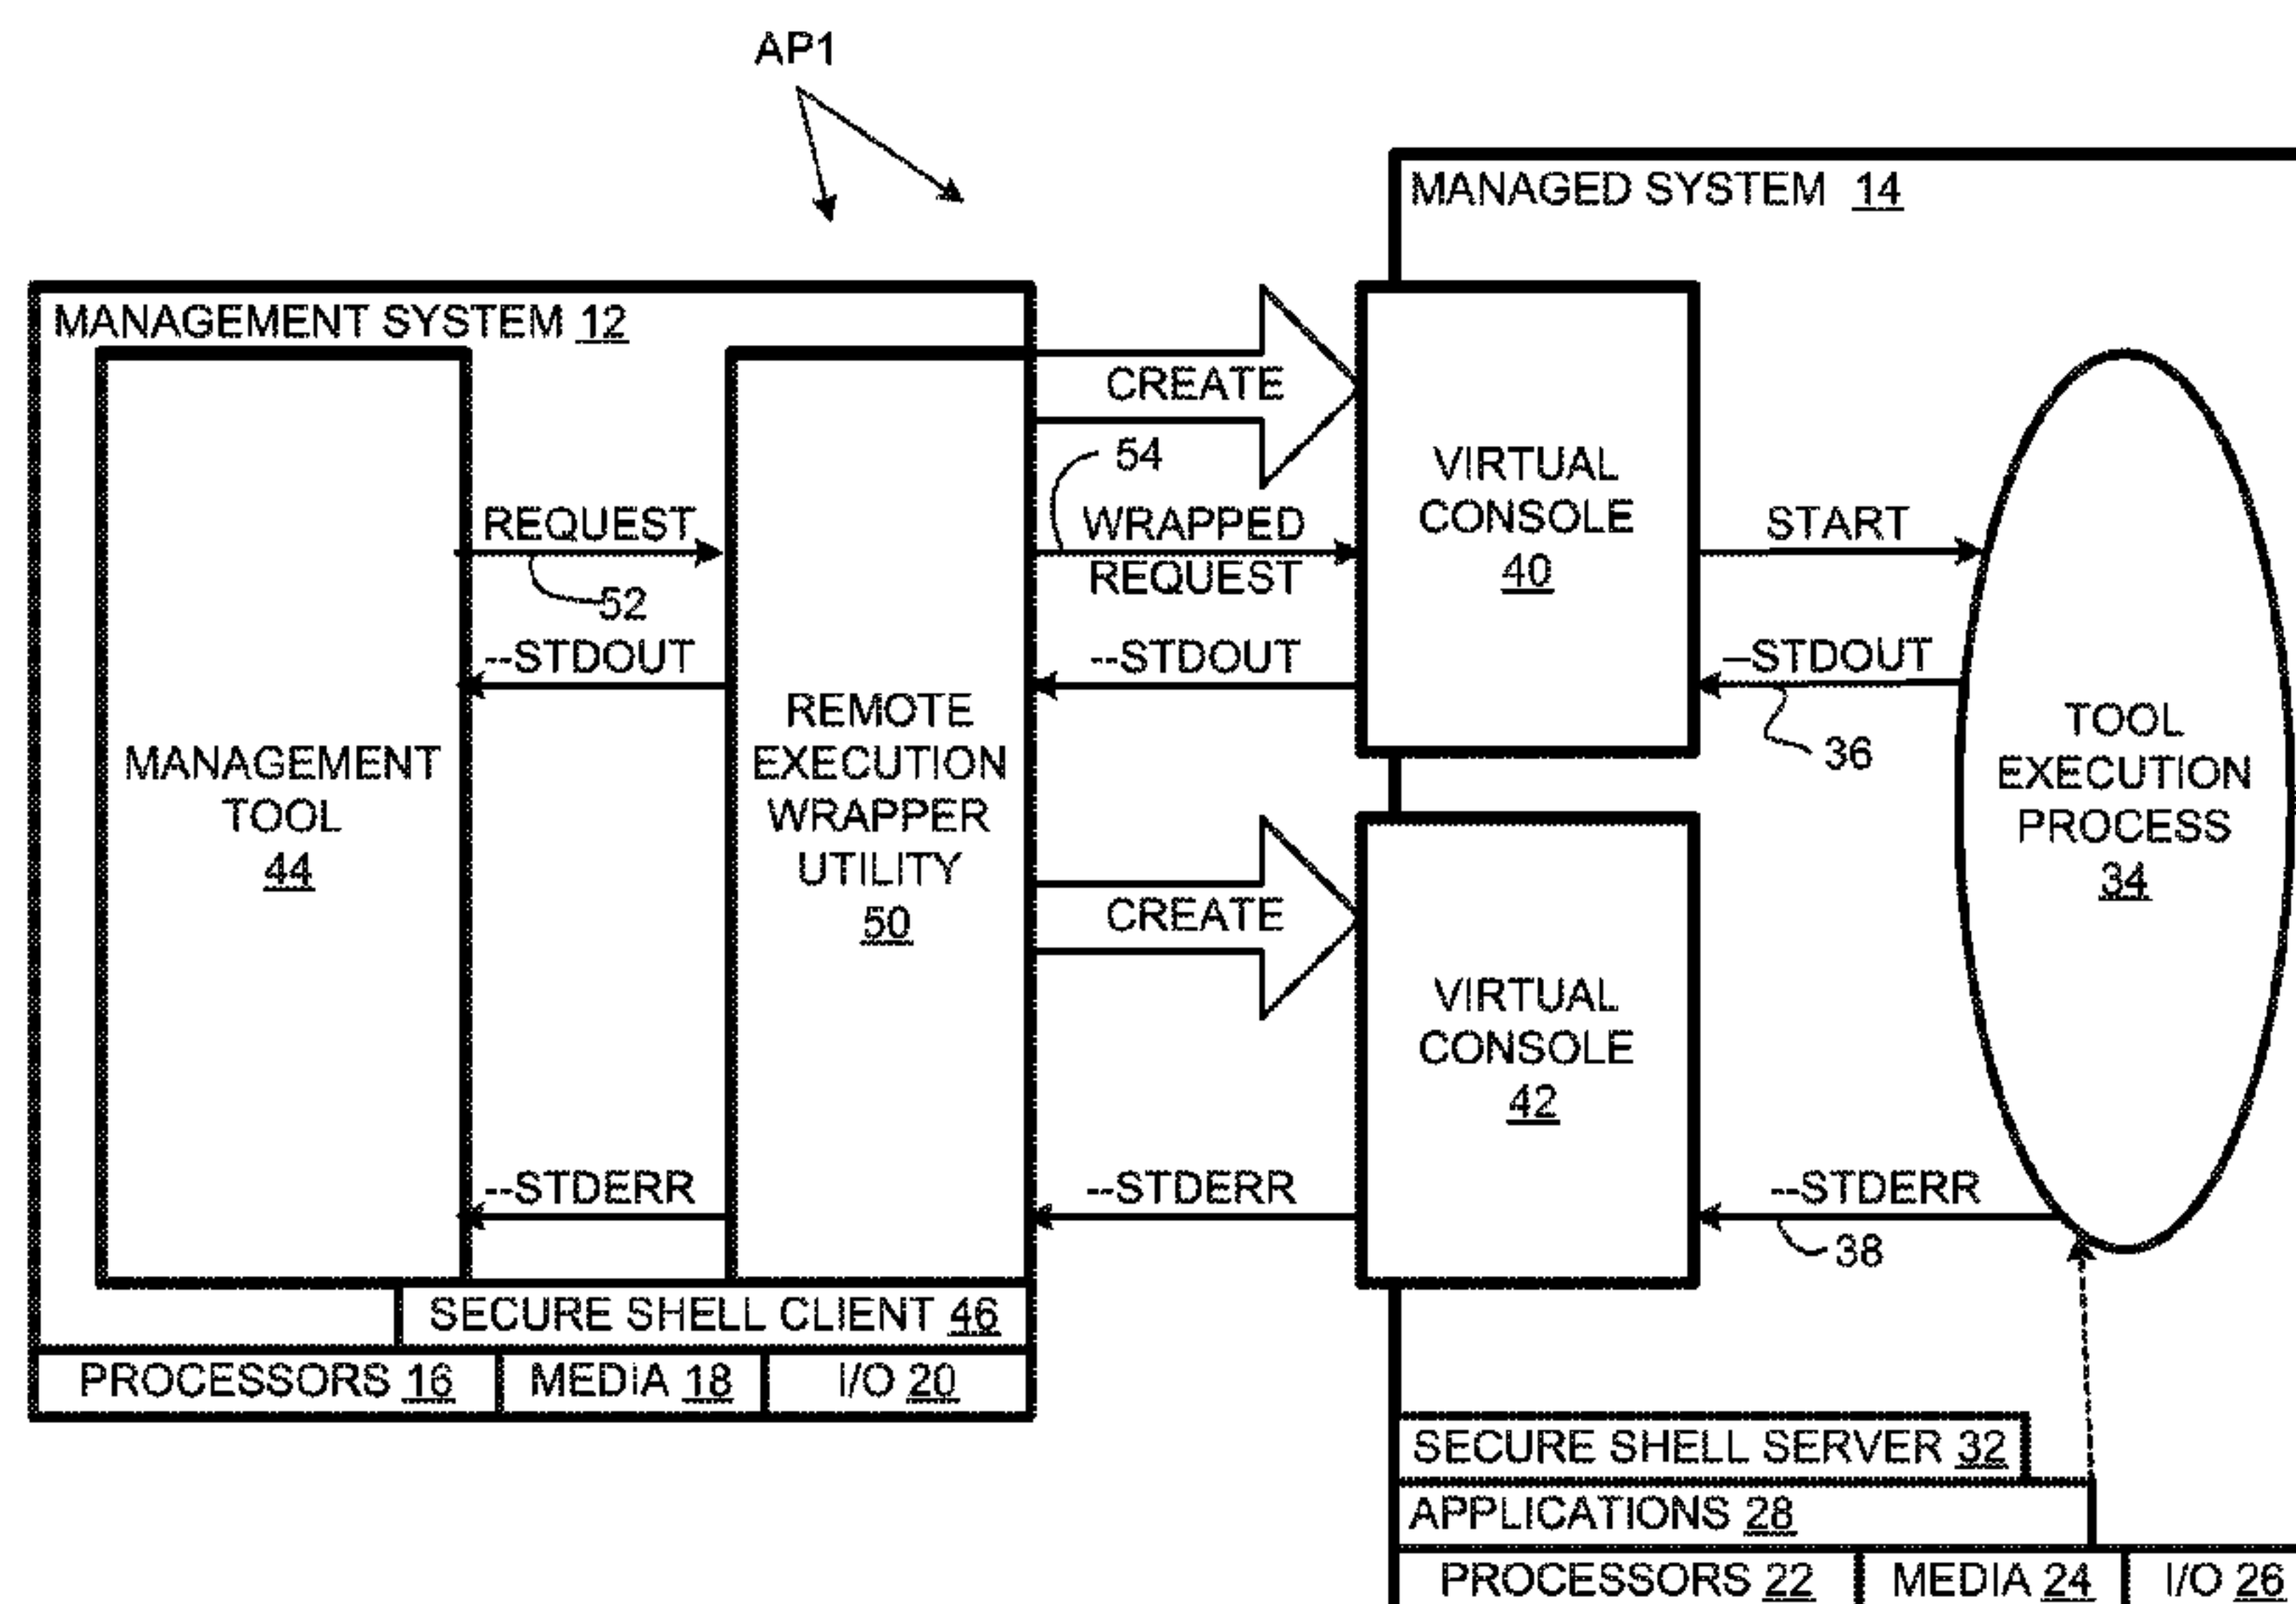 AP1
MANAGED SYSTEM 14
MANAGEMENT SYSTEM 12
CREATE
54
VIRTUAL
CONSOLE
40
REQUEST
52
WRAPPED
REQUEST
START
--STDOUT
--STDOUT
--STDOUT
36
MANAGEMENT
TOOL
44
REMOTE
EXECUTION
WRAPPER
UTILITY
50
TOOL
EXECUTION
PROCESS
34
CREATE
VIRTUAL
CONSOLE
42
--STDERR
--STDERR
--STDERR
38
SECURE SHELL CLIENT 46
PROCESSORS 16
MEDIA 18
I/O 20
SECURE SHELL SERVER 32
APPLICATIONS 28
PROCESSORS 22
MEDIA 24
I/O 26